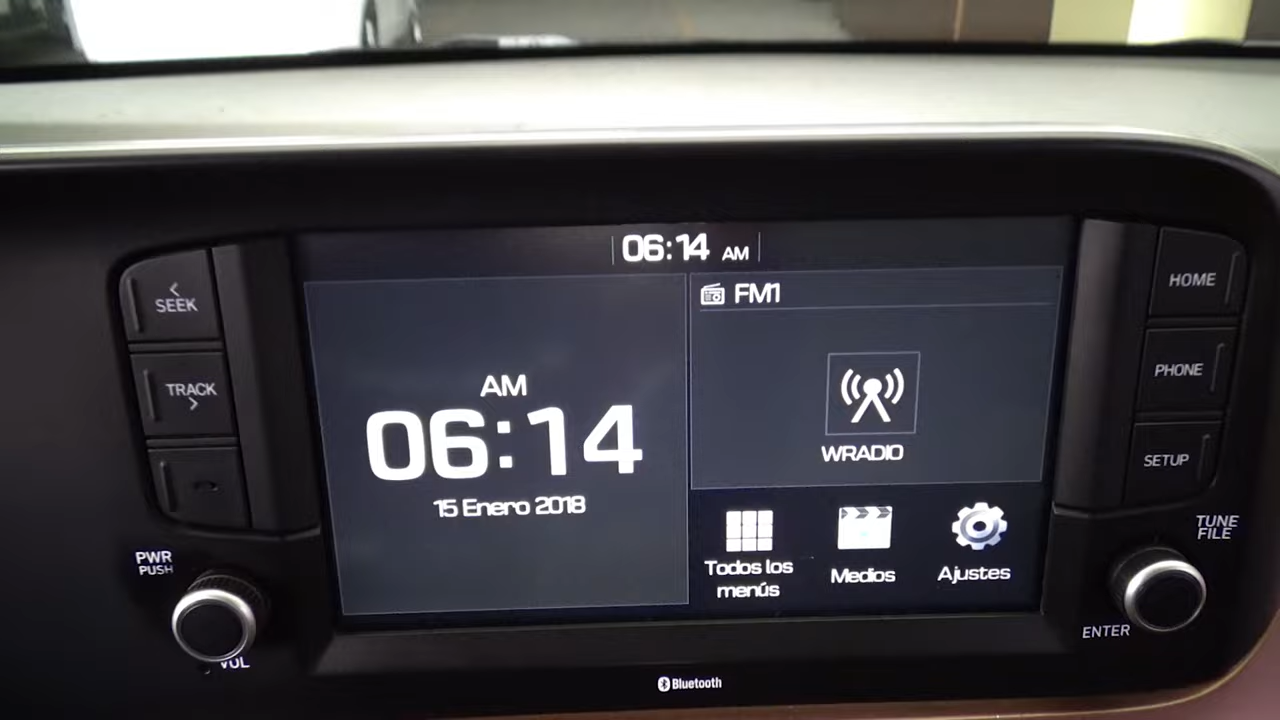 06:14 AM
< SEEK
TRACK >
PWR
PUSH
VOL
AM
06:14
15 Enero 2018
FM1
WRADIO
Todos los
menús
Medios
Ajustes
HOME
PHONE
SETUP
TUNE
FILE
ENTER
Bluetooth